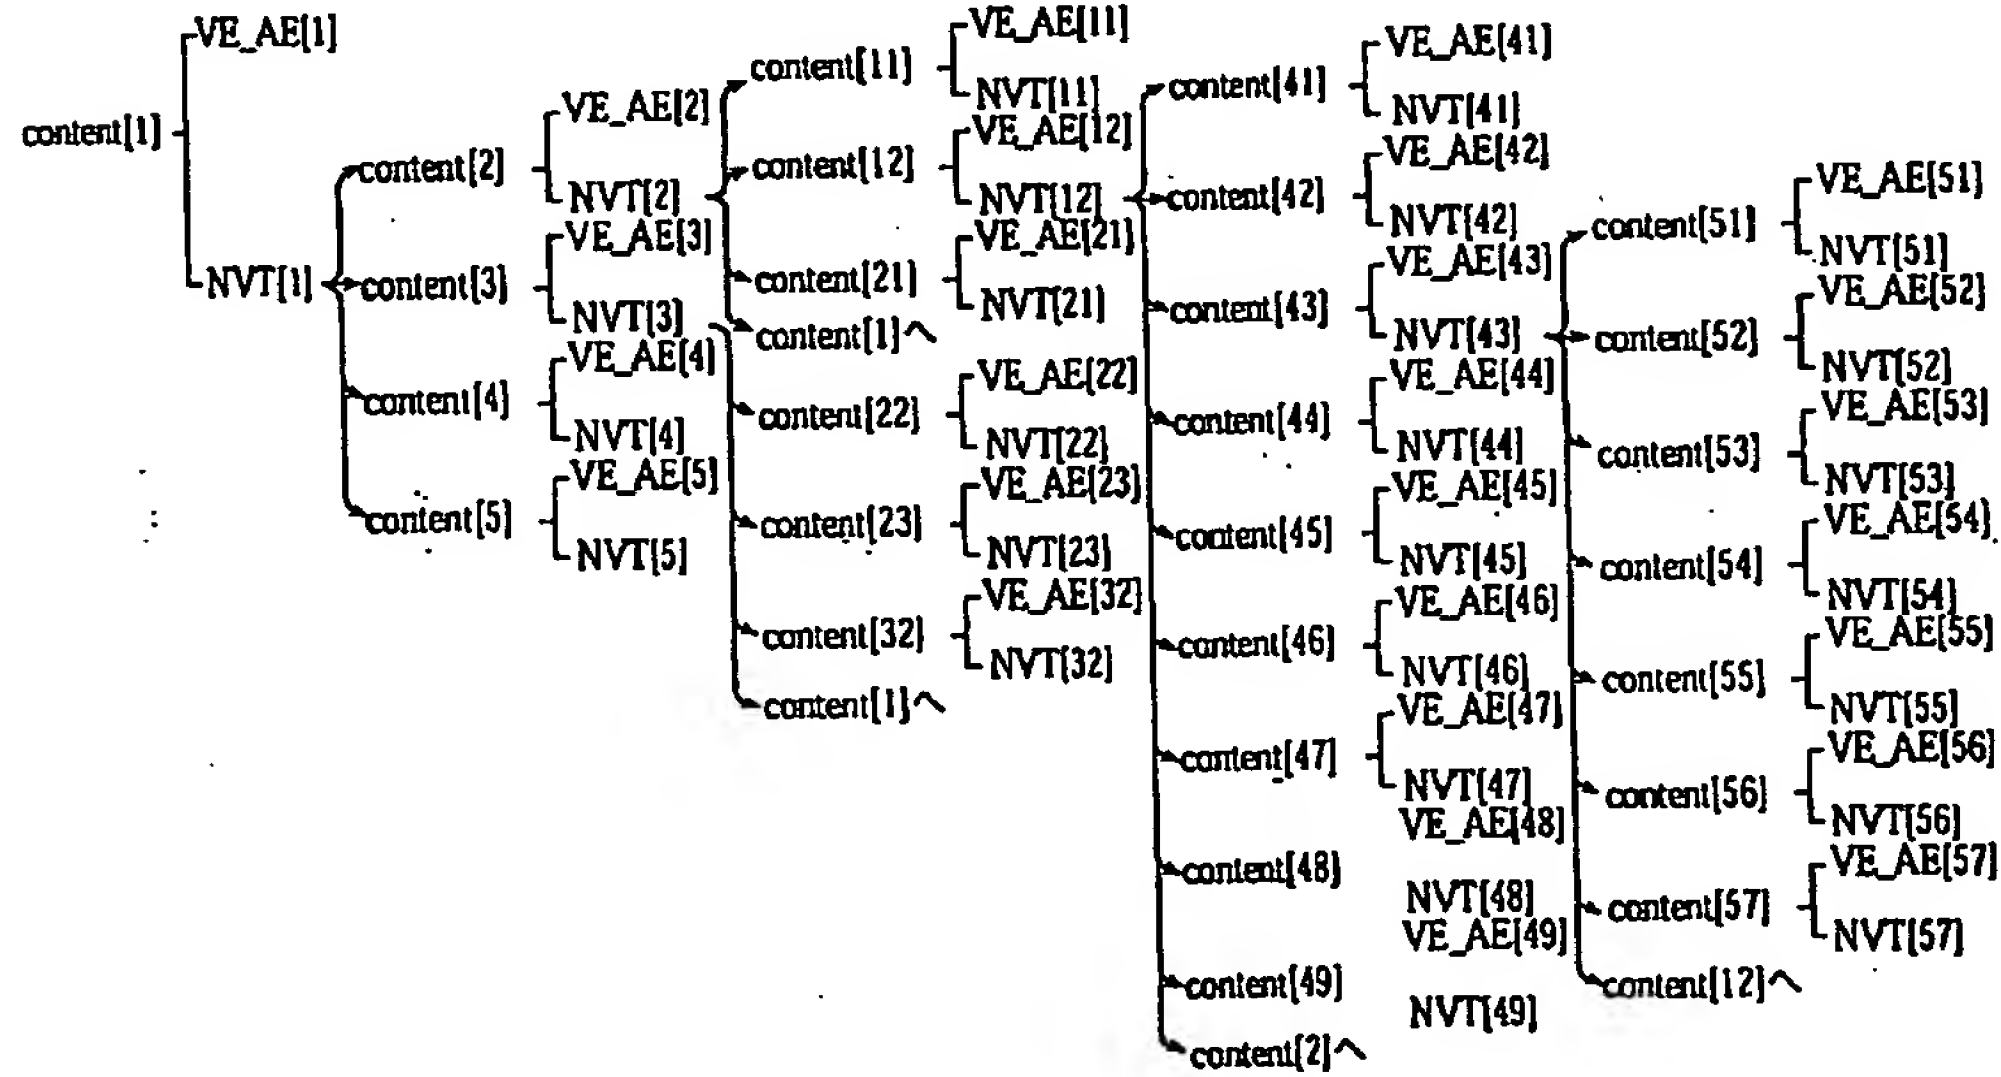 content[1]
VE_AE[1]
NVT[1]
content[2]
VE_AE[2]
NVT[2]
content[3]
VE_AE[3]
NVT[3]
content[4]
VE_AE[4]
NVT[4]
content[5]
VE_AE[5]
NVT[5]
content[11]
VE_AE[11]
NVT[11]
content[12]
VE_AE[12]
NVT[12]
content[21]
VE_AE[21]
NVT[21]
content[1]へ
content[22]
VE_AE[22]
NVT[22]
content[23]
VE_AE[23]
NVT[23]
content[32]
VE_AE[32]
NVT[32]
content[1]へ
content[41]
VE_AE[41]
NVT[41]
content[42]
VE_AE[42]
NVT[42]
content[43]
VE_AE[43]
NVT[43]
content[44]
VE_AE[44]
NVT[44]
content[45]
VE_AE[45]
NVT[45]
content[46]
VE_AE[46]
NVT[46]
content[47]
VE_AE[47]
NVT[47]
content[48]
VE_AE[48]
NVT[48]
content[49]
VE_AE[49]
NVT[49]
content[2]へ
content[51]
VE_AE[51]
NVT[51]
content[52]
VE_AE[52]
NVT[52]
content[53]
VE_AE[53]
NVT[53]
content[54]
VE_AE[54]
NVT[54]
content[55]
VE_AE[55]
NVT[55]
content[56]
VE_AE[56]
NVT[56]
content[57]
VE_AE[57]
NVT[57]
content[12]へ